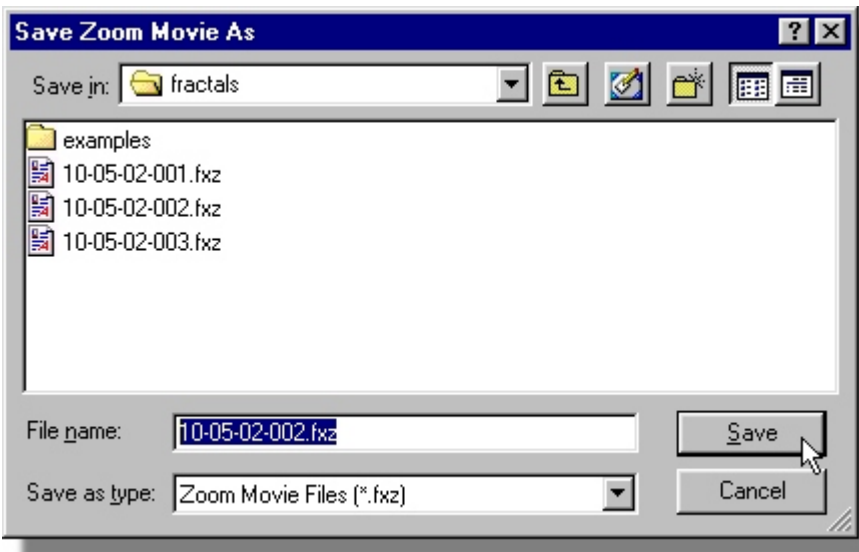 Save Zoom Movie As
Save in: fractals
examples
10-05-02-001.fxz
10-05-02-002.fxz
10-05-02-003.fxz
File name: 10-05-02-002.fxz Save
Save as type: Zoom Movie Files (*.fxz) Cancel